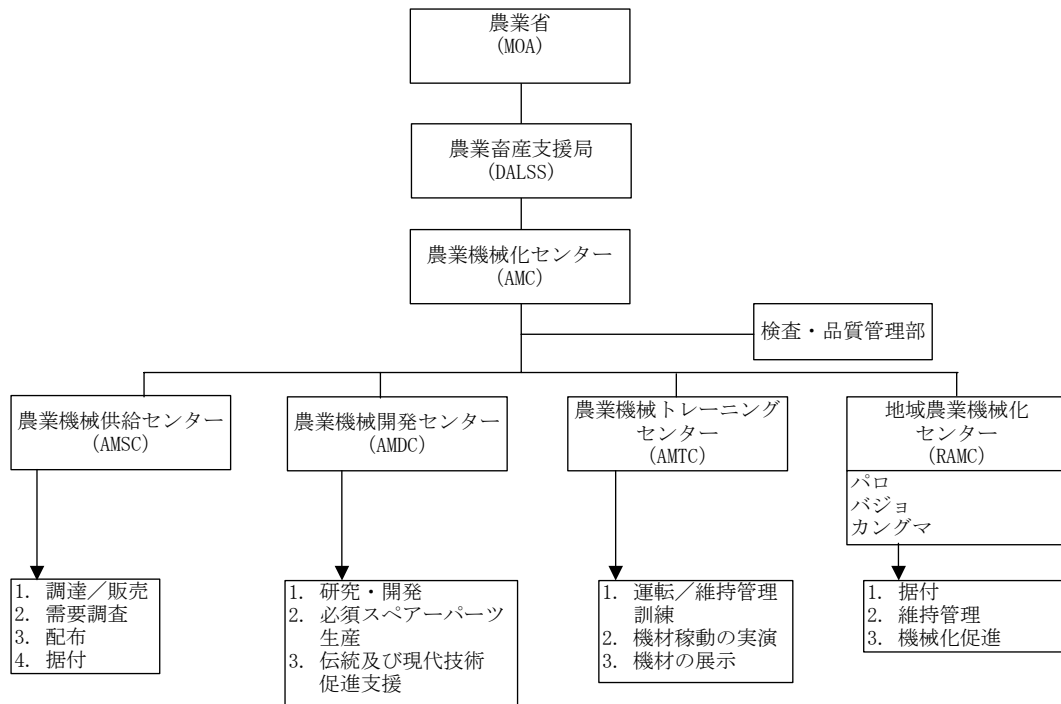 農業省
(MOA)
農業畜産支援局
(DALSS)
農業機械化センター
(AMC)
検査・品質管理部
農業機械供給センター
(AMSC)
農業機械開発センター
(AMDC)
農業機械トレーニング
センター
(AMTC)
地域農業機械化
センター
(RAMC)
パロ
バジョ
カングマ
1. 調達／販売
2. 需要調査
3. 配布
4. 据付
1. 研究・開発
2. 必須スペアーパーツ
生産
3. 伝統及び現代技術
促進支援
1. 運転／維持管理
訓練
2. 機材稼動の実演
3. 機材の展示
1. 据付
2. 維持管理
3. 機械化促進